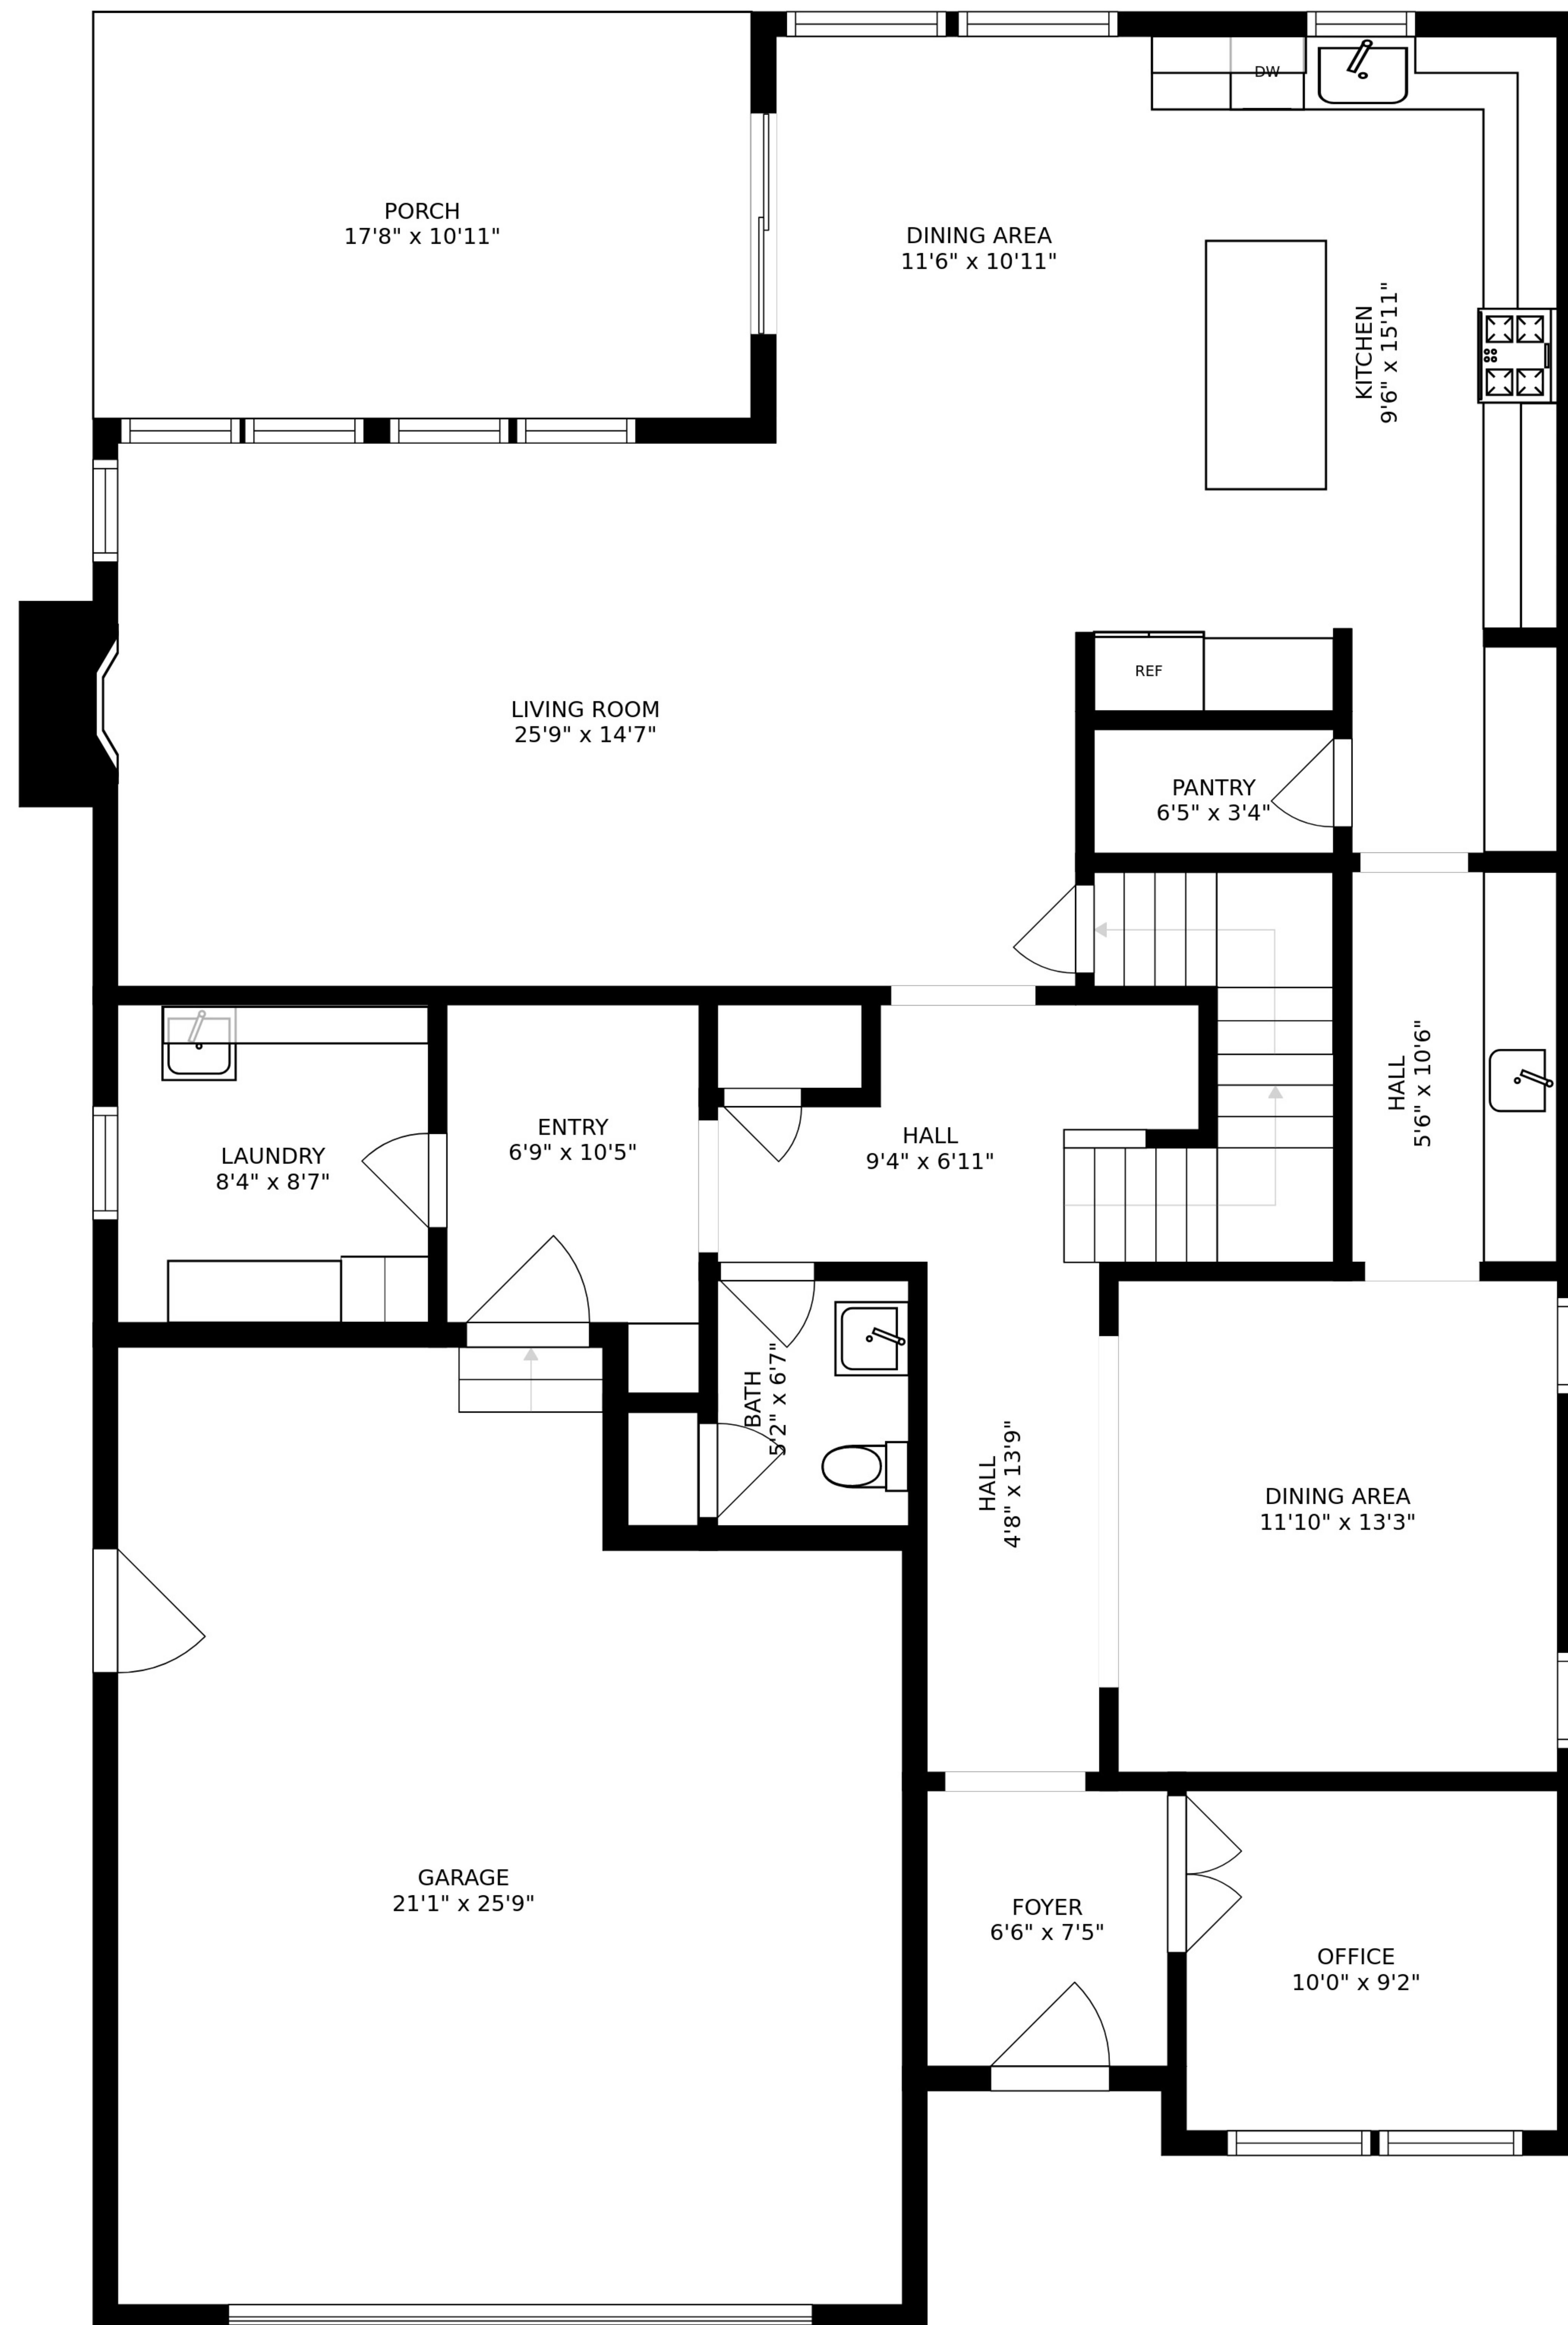 DW
PORCH
17'8" x 10'11"
DINING AREA
11'6" x 10'11"
KITCHEN
9'6" x 15'11"
REF
LIVING ROOM
25'9" x 14'7"
PANTRY
6'5" x 3'4"
HALL
5'6" x 10'6"
ENTRY
6'9" x 10'5"
HALL
9'4" x 6'11"
LAUNDRY
8'4" x 8'7"
BATH
5'2" x 6'7"
HALL
4'8" x 13'9"
DINING AREA
11'10" x 13'3"
GARAGE
21'1" x 25'9"
FOYER
6'6" x 7'5"
OFFICE
10'0" x 9'2"